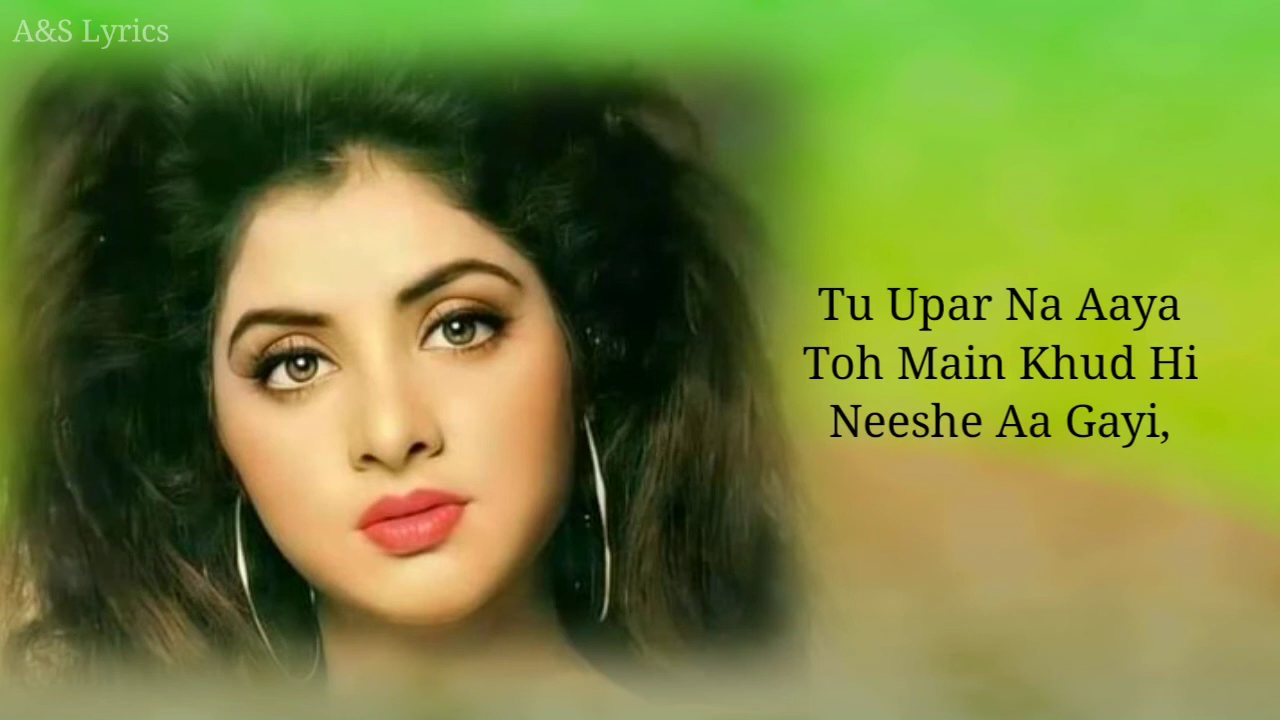 A&S Lyrics
Tu Upar Na Aaya
Toh Main Khud Hi
Neeshe Aa Gayi,